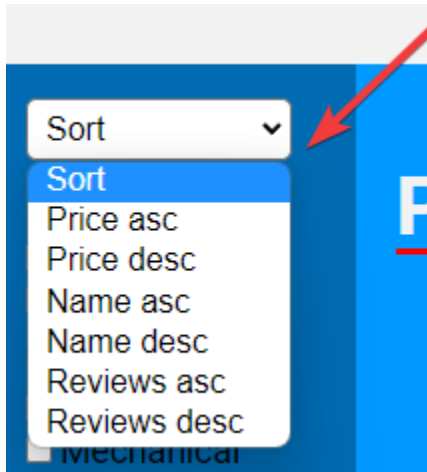 Sort
Sort
Price asc
Price desc
Name asc
Name desc
Reviews asc
Reviews desc
Mechanical
P